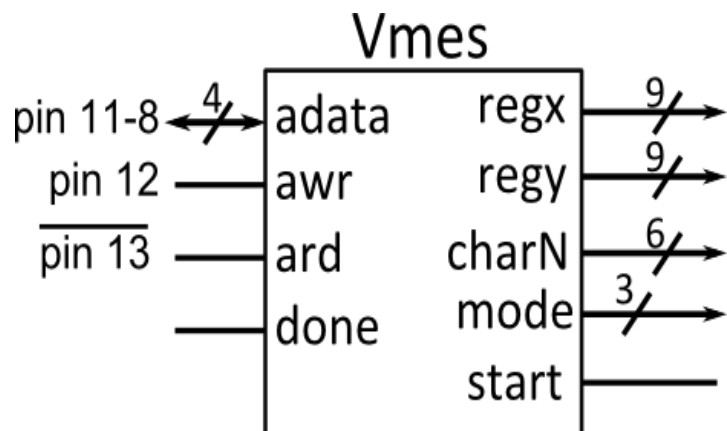 Vmes
pin 11-8 4 adata regx 9
pin 12 awr regy 9
pin 13 ard charN 6
done mode 3
start